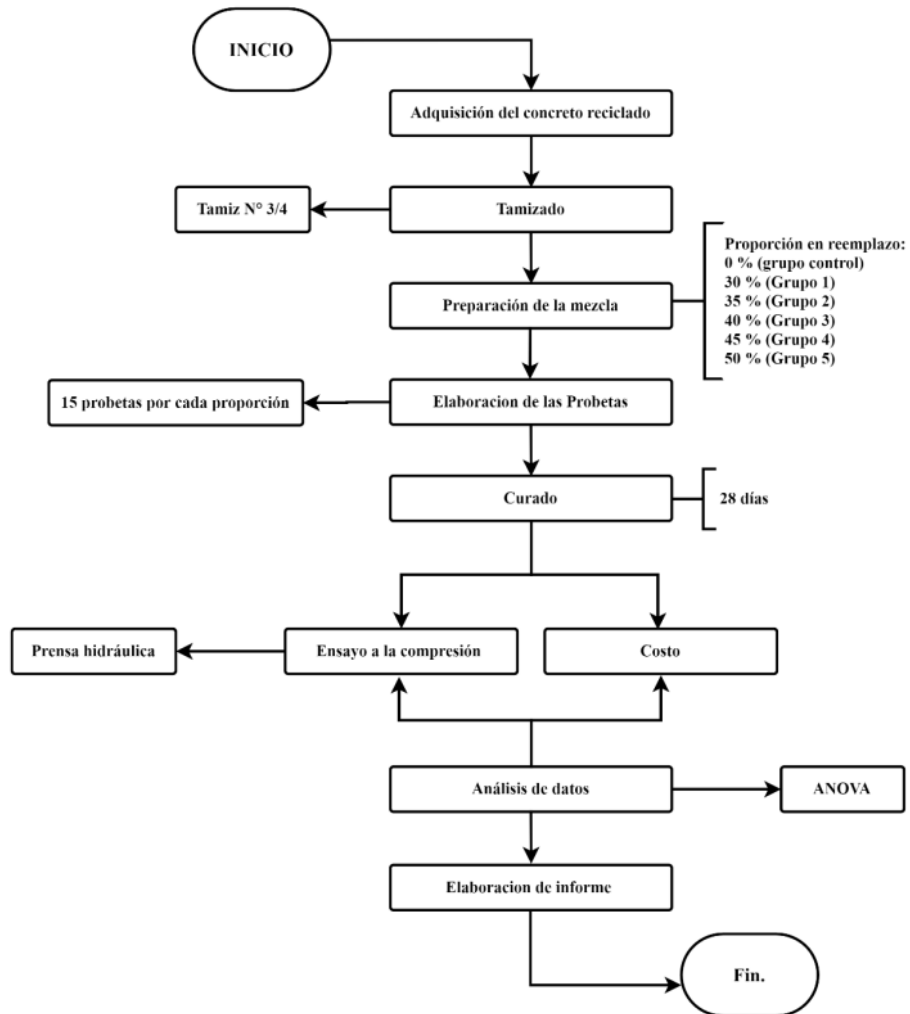 INICIO
Adquisición del concreto reciclado
Tamiz N° 3/4
Tamizado
Proporción en reemplazo:
0 % (grupo control)
30 % (Grupo 1)
35 % (Grupo 2)
40 % (Grupo 3)
45 % (Grupo 4)
50 % (Grupo 5)
Preparación de la mezcla
15 probetas por cada proporción
Elaboracion de las Probetas
Curado
28 días
Prensa hidráulica
Ensayo a la compresión
Costo
Análisis de datos
ANOVA
Elaboracion de informe
Fin.